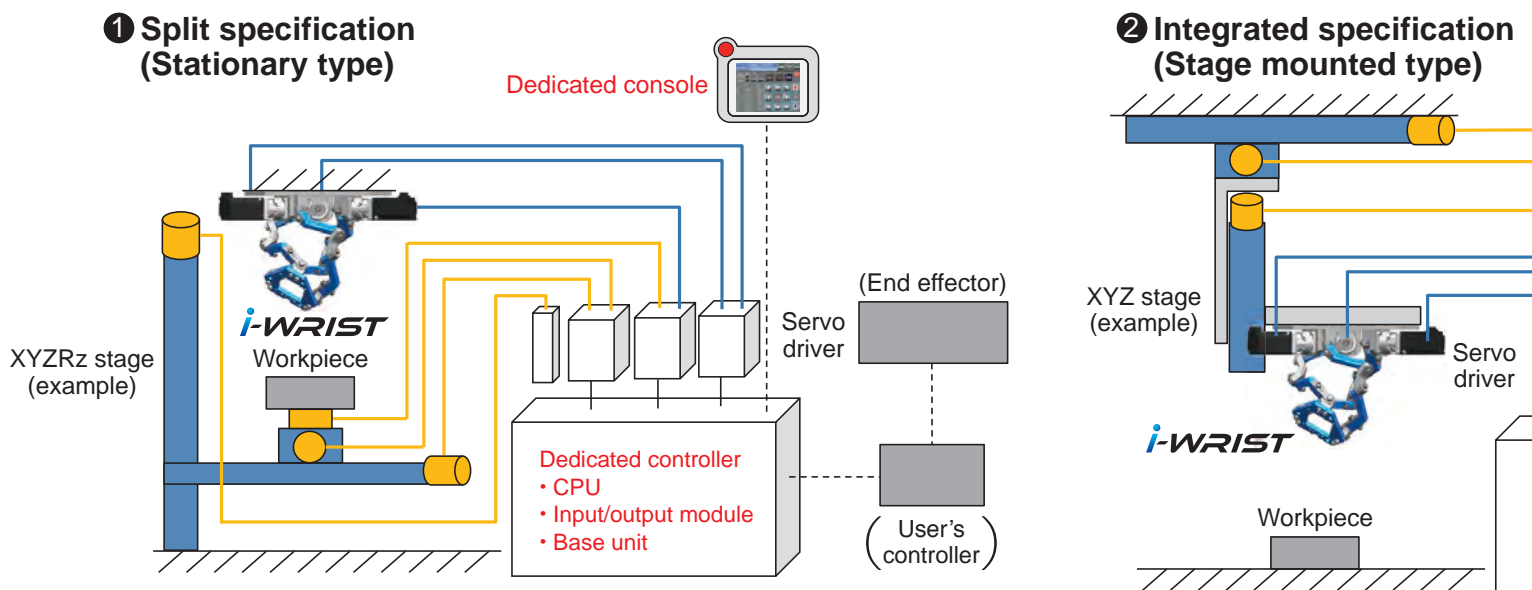 ❶ Split specification
(Stationary type)
Dedicated console
i-WRIST
XYZRz stage
(example)
Workpiece
Servo
driver
(End effector)
Dedicated controller
・CPU
・Input/output module
・Base unit
(User's
controller)
❷ Integrated specification
(Stage mounted type)
XYZ stage
(example)
Servo
driver
i-WRIST
Workpiece